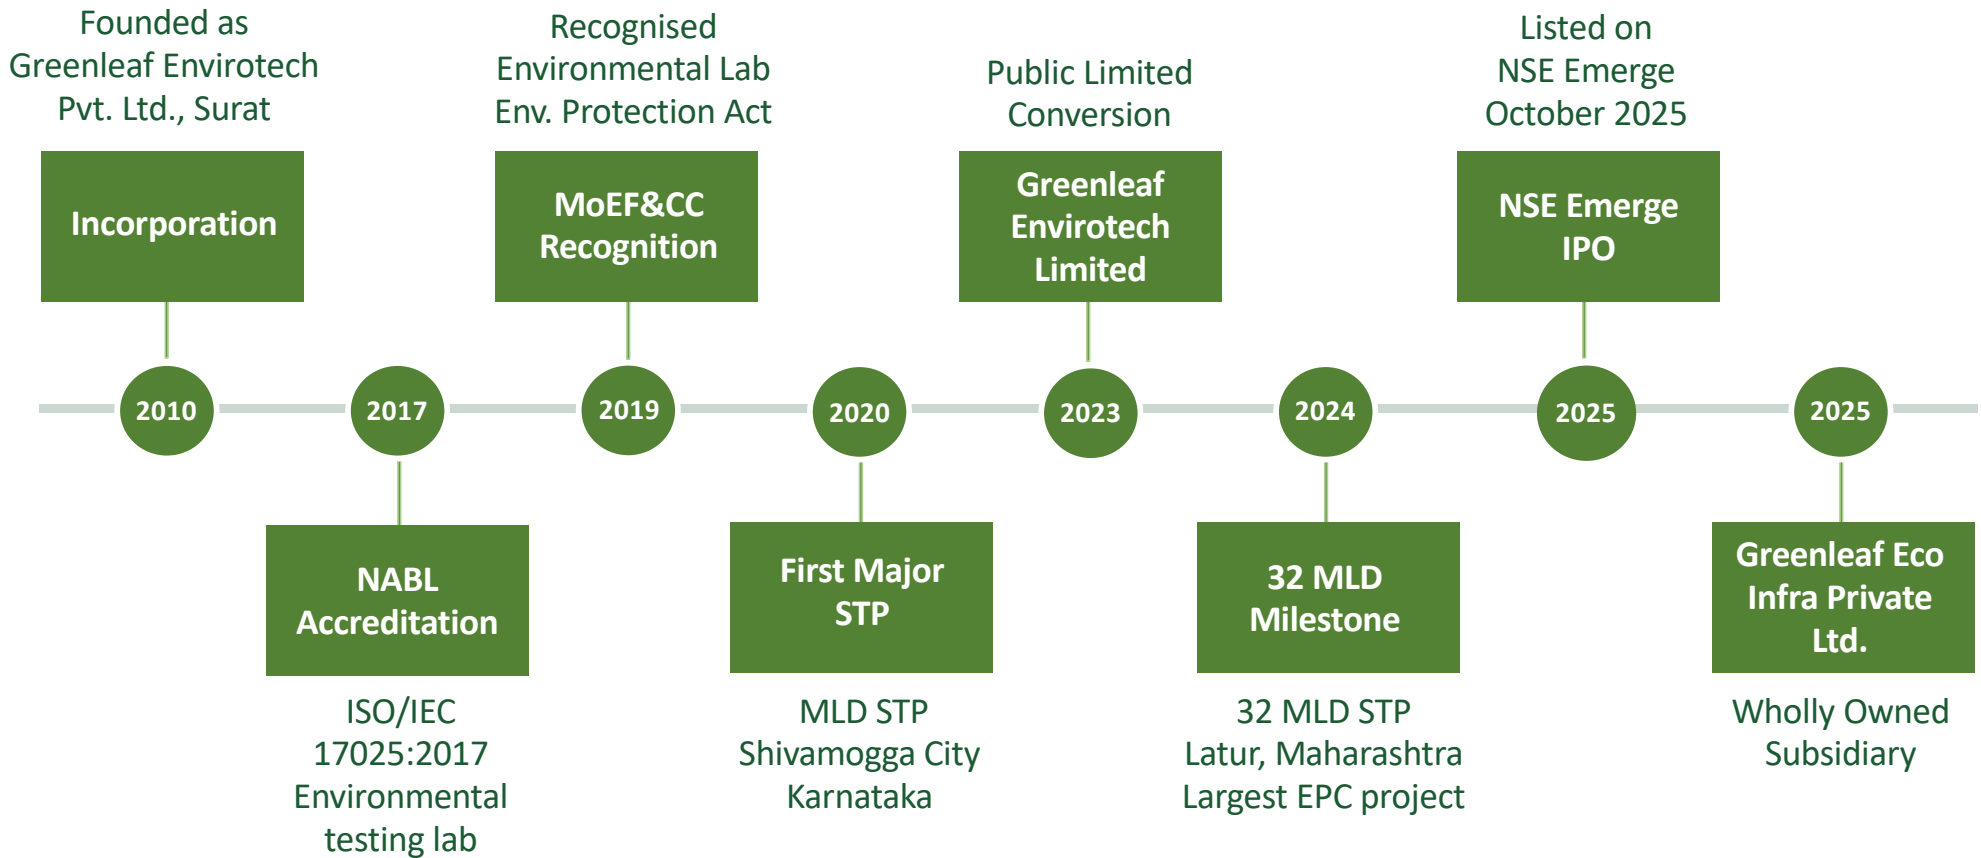 Founded as
Greenleaf Envirotech
Pvt. Ltd., Surat
Incorporation
2010
2017
NABL
Accreditation
ISO/IEC
17025:2017
Environmental
testing lab
Recognised
Environmental Lab
Env. Protection Act
MoEF&CC
Recognition
2019
2020
First Major
STP
MLD STP
Shivamogga City
Karnataka
Public Limited
Conversion
Greenleaf
Envirotech
Limited
2023
2024
32 MLD
Milestone
32 MLD STP
Latur, Maharashtra
Largest EPC project
Listed on
NSE Emerge
October 2025
NSE Emerge
IPO
2025
2025
Greenleaf Eco
Infra Private
Ltd.
Wholly Owned
Subsidiary